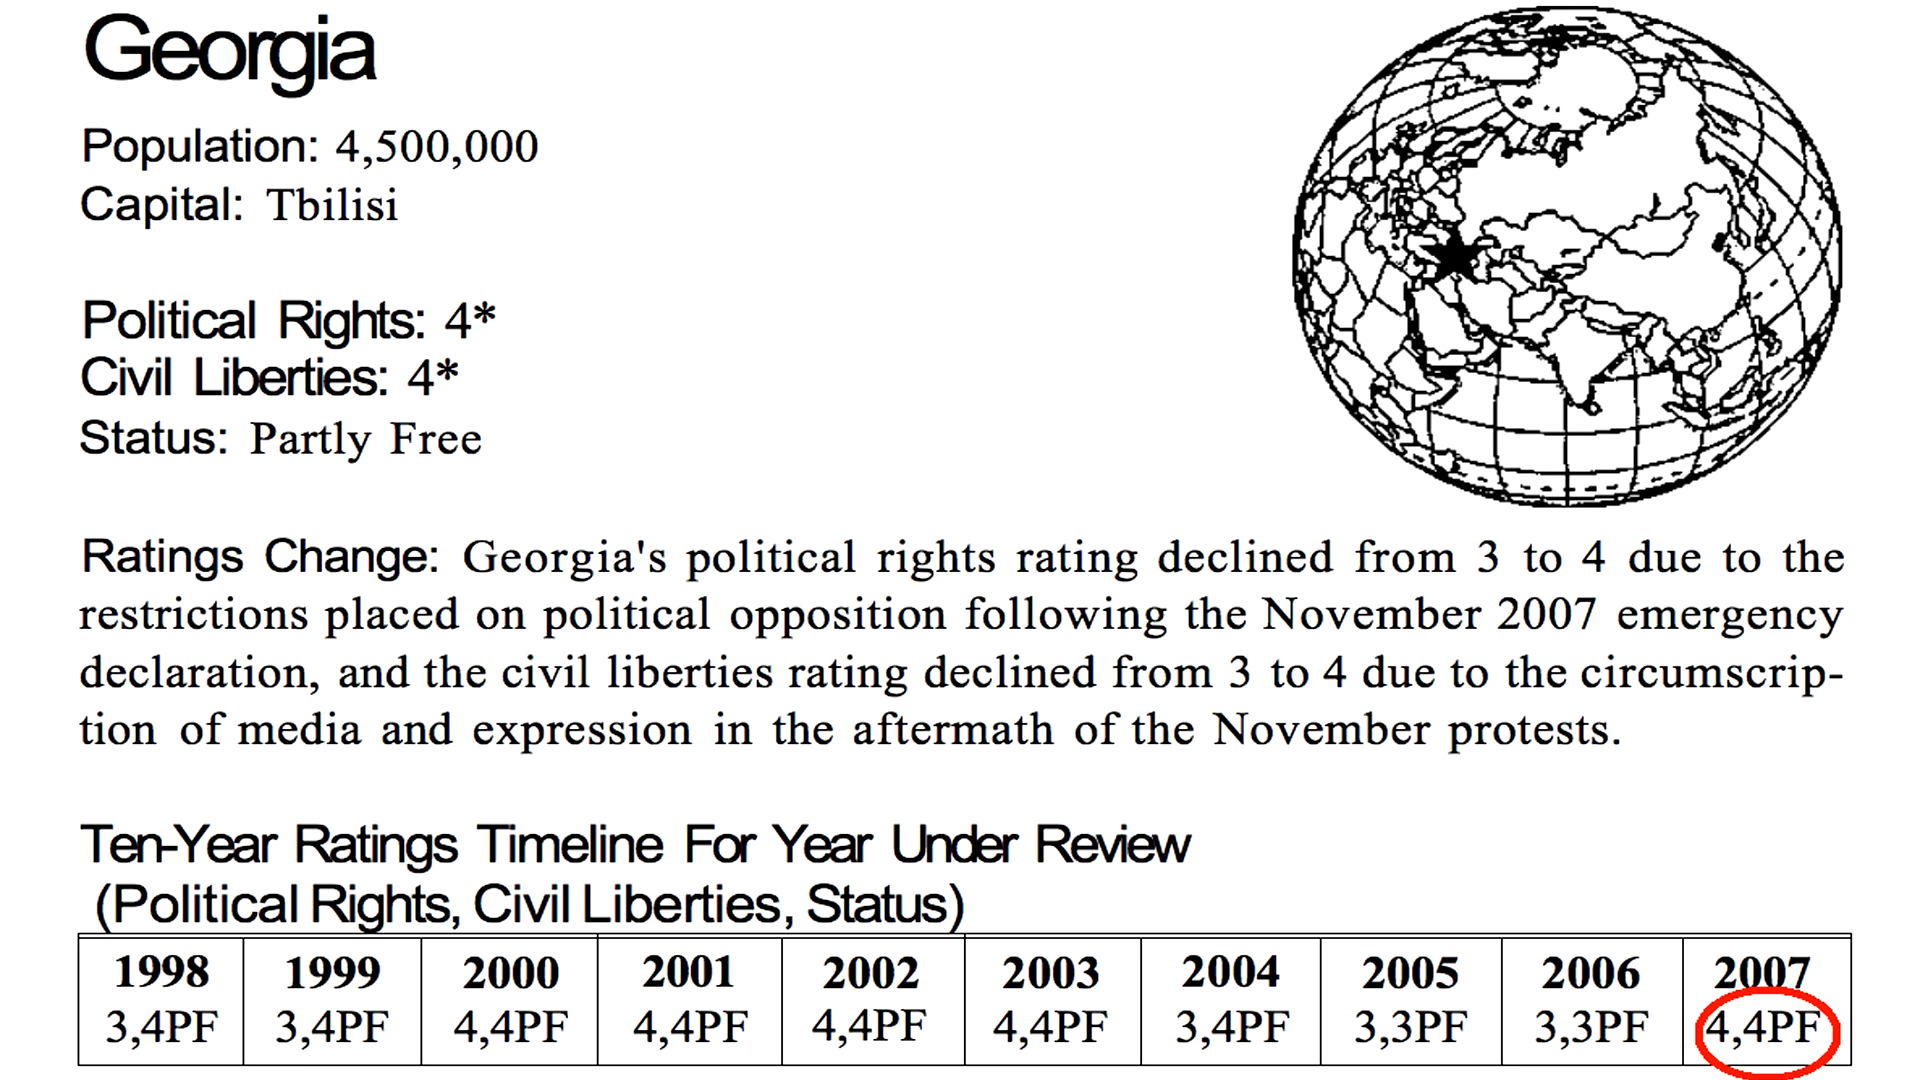 Georgia
Population: 4,500,000
Capital: Tbilisi
Political Rights: 4*
Civil Liberties: 4*
Status: Partly Free
Ratings Change: Georgia's political rights rating declined from 3 to 4 due to the
restrictions placed on political opposition following the November 2007 emergency
declaration, and the civil liberties rating declined from 3 to 4 due to the circumscrip-
tion of media and expression in the aftermath of the November protests.
Ten-Year Ratings Timeline For Year Under Review
(Political Rights, Civil Liberties, Status)
1998 1999 2000 2001 2002 2003 2004 2005 2006 2007
3,4PF 3,4PF 4,4PF 4,4PF 4,4PF 4,4PF 3,4PF 3,3PF 3,3PF 4,4PF